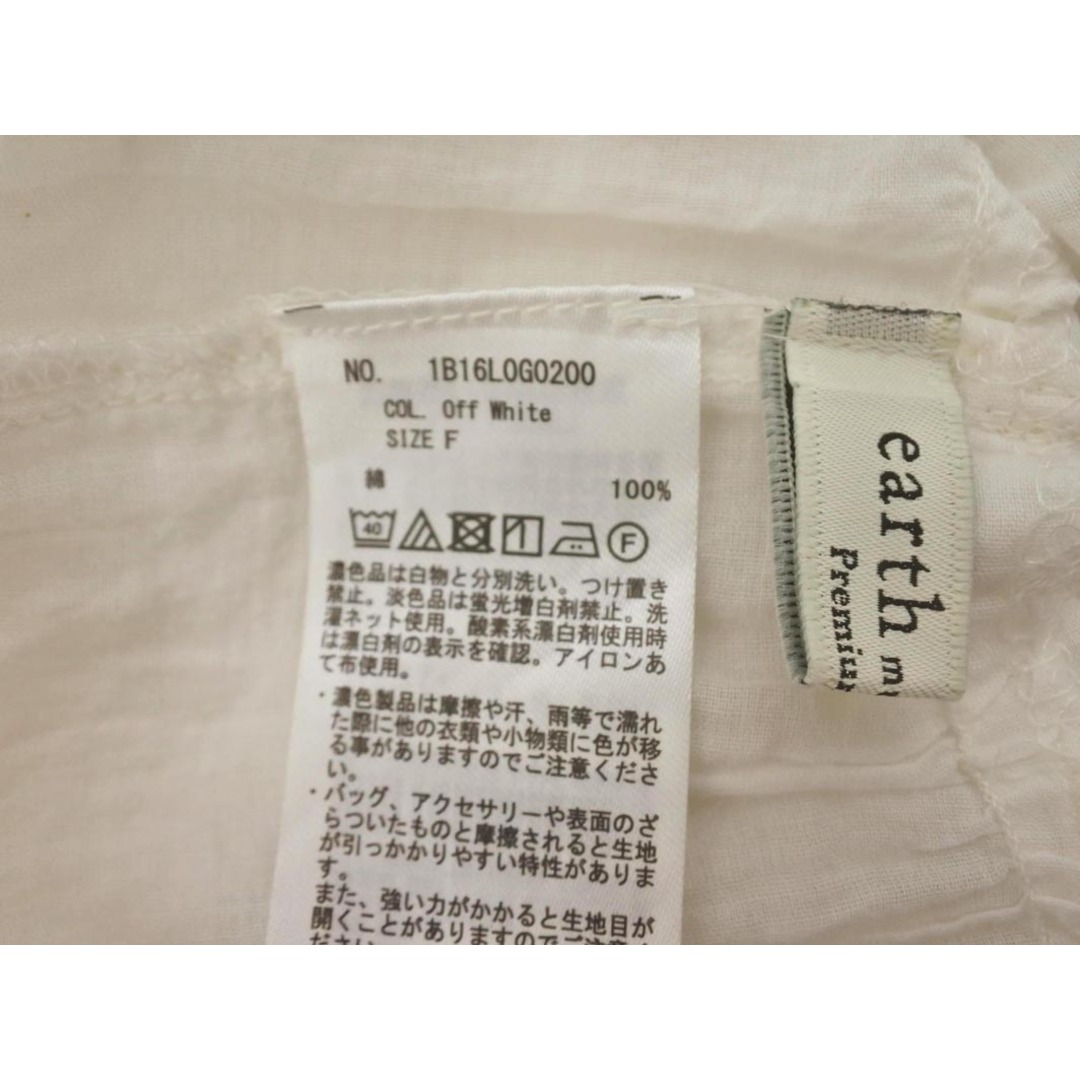 NO. 1B16L0G0200
COL. Off White
SIZE F
綿 100%
40 F
濃色品は白物と分別洗い。つけ置き
禁止。淡色品は蛍光増白剤禁止。洗
濯ネット使用。酸素系漂白剤使用時
は漂白剤の表示を確認。アイロンあ
て布使用。
・濃色製品は摩擦や汗、雨等で濡れ
た際に他の衣類や小物類に色が移
る事がありますのでご注意くださ
い。
・バッグ、アクセサリーや表面のざ
らついたものと摩擦されると生地
が引っかかりやすい特性がありま
す。
また、強い力がかかると生地目が
開くことがありますのでご注意く
ださい
earth m
Premium